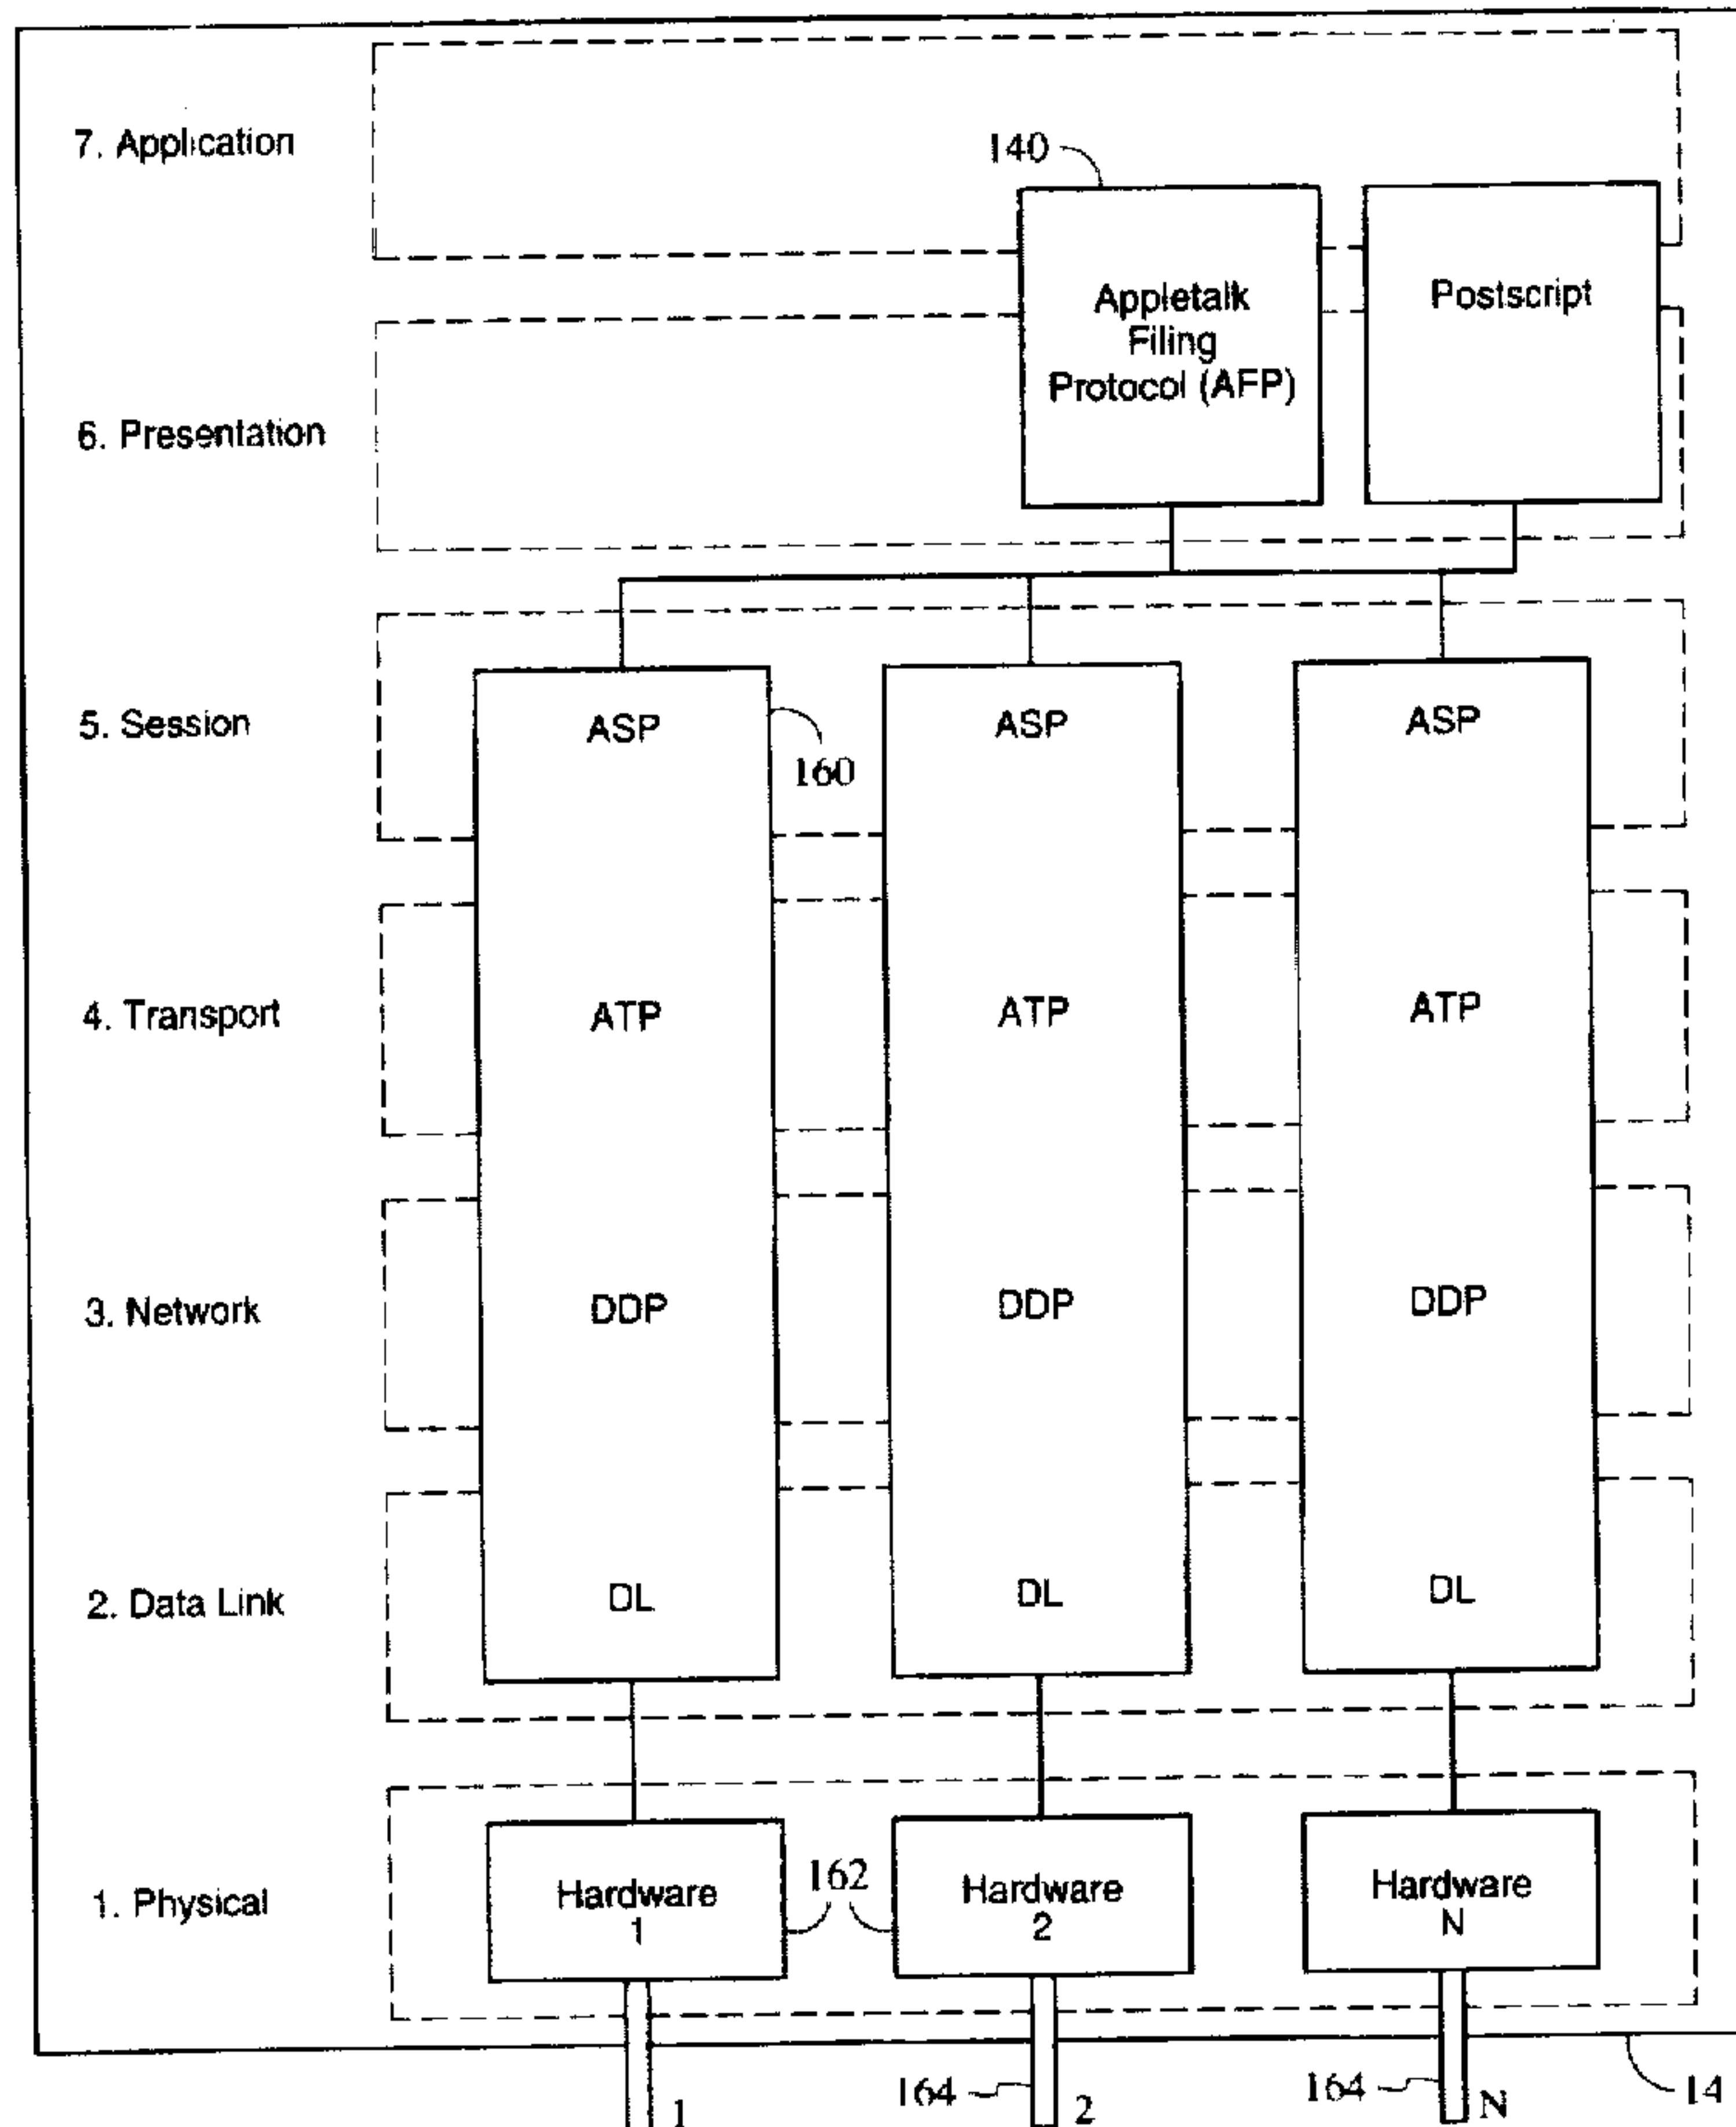 7. Application
140
Appletalk
Filing
Protocol (AFP)
Postscript
6. Presentation
5. Session
ASP
160
ASP
ASP
4. Transport
ATP
ATP
ATP
3. Network
DDP
DDP
DDP
2. Data Link
DL
DL
DL
1. Physical
Hardware
1
162
Hardware
2
Hardware
N
1
164
2
164
N
14